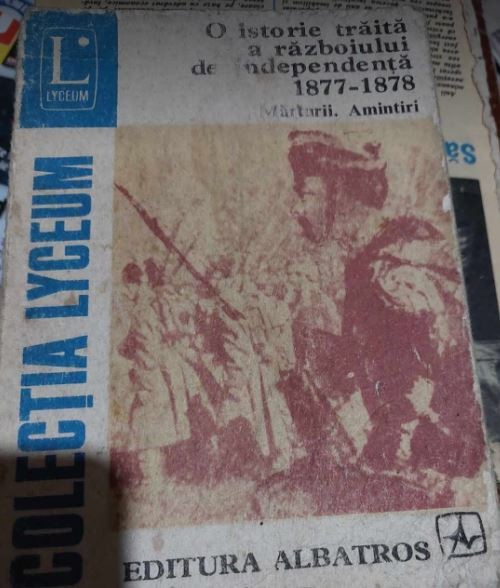 L
LYCEUM
O istorie trăită
a războiului
de independență
1877-1878
Mărturii. Amintiri
COLECȚIA LYCEUM
EDITURA ALBATROS